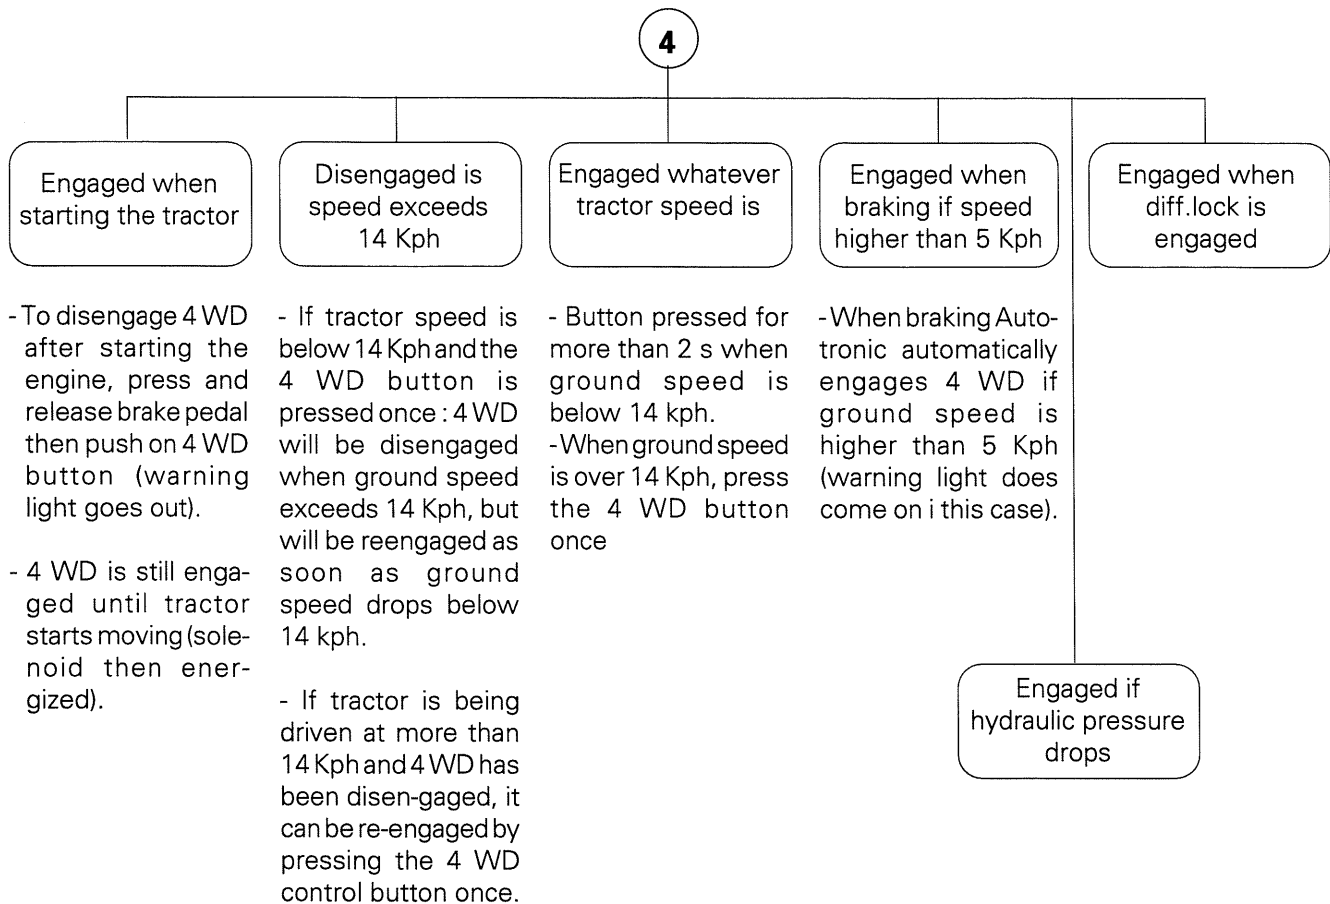 4
Engaged when
starting the tractor
Disengaged is
speed exceeds
14 Kph
Engaged whatever
tractor speed is
Engaged when
braking if speed
higher than 5 Kph
Engaged when
diff.lock is
engaged
- To disengage 4 WD
after starting the
engine, press and
release brake pedal
then push on 4 WD
button (warning
light goes out).
- 4 WD is still enga-
ged until tractor
starts moving (sole-
noid then ener-
gized).
- If tractor speed is
below 14 Kph and the
4 WD button is
pressed once : 4 WD
will be disengaged
when ground speed
exceeds 14 Kph, but
will be reengaged as
soon as ground
speed drops below
14 kph.
- If tractor is being
driven at more than
14 Kph and 4 WD has
been disen-gaged, it
can be re-engaged by
pressing the 4 WD
control button once.
- Button pressed for
more than 2 s when
ground speed is
below 14 kph.
- When ground speed
is over 14 Kph, press
the 4 WD button
once
- When braking Auto-
tronic automatically
engages 4 WD if
ground speed is
higher than 5 Kph
(warning light does
come on i this case).
Engaged if
hydraulic pressure
drops